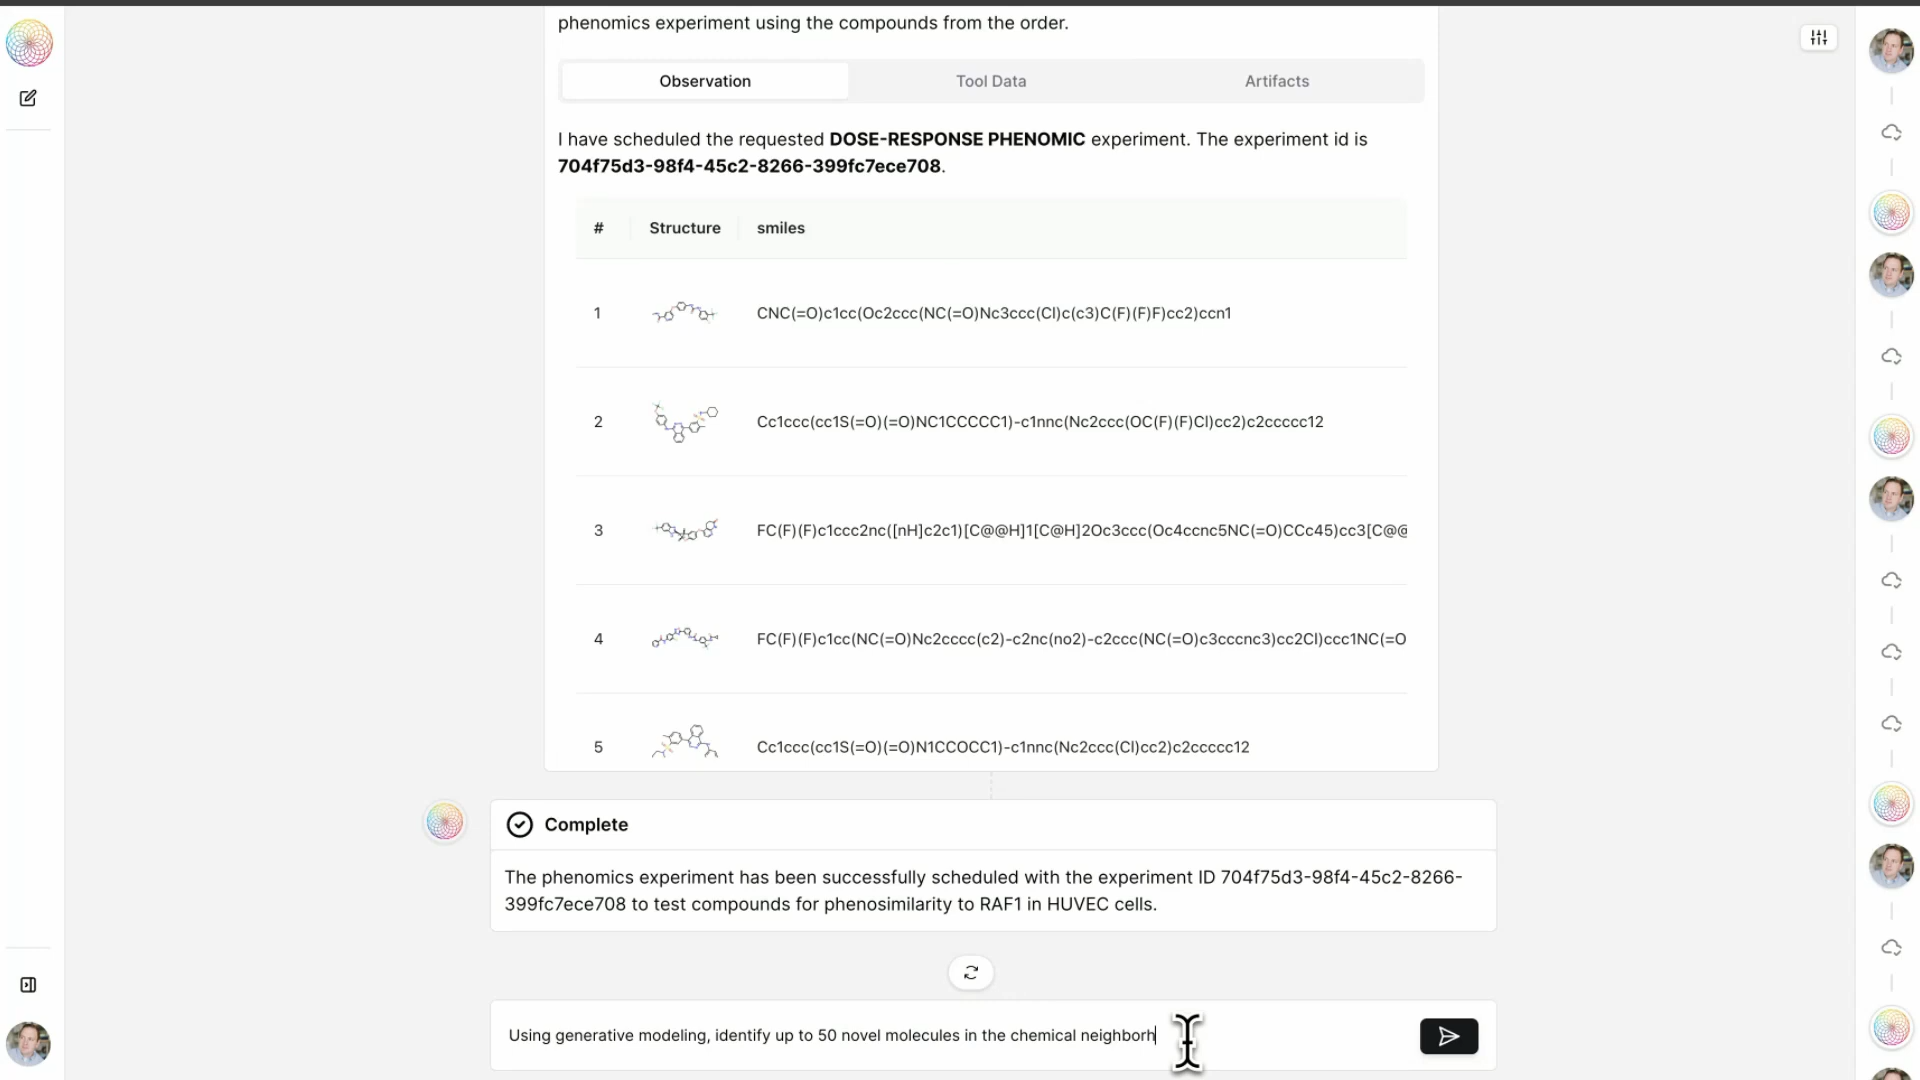 phenomics experiment using the compounds from the order.
Observation
Tool Data
Artifacts
I have scheduled the requested DOSE-RESPONSE PHENOMIC experiment. The experiment id is
704f75d3-98f4-45c2-8266-399fc7ece708.
# Structure smiles
1 CNC(=O)c1cc(Oc2ccc(NC(=O)Nc3ccc(Cl)c(c3)C(F)(F)F)cc2)ccn1
2 Cc1ccc(cc1S(=O)(=O)NC1CCCCC1)-c1nnc(Nc2ccc(OC(F)(F)Cl)cc2)c2ccccc12
3 FC(F)(F)c1ccc2nc([nH]c2c1)[C@@H]1[C@H]2Oc3ccc(Oc4ccnc5NC(=O)CCc45)cc3[C@@
4 FC(F)(F)c1cc(NC(=O)Nc2cccc(c2)-c2nc(no2)-c2ccc(NC(=O)c3cccnc3)cc2Cl)ccc1NC(=O
5 Cc1ccc(cc1S(=O)(=O)N1CCOCC1)-c1nnc(Nc2ccc(Cl)cc2)c2ccccc12
Complete
The phenomics experiment has been successfully scheduled with the experiment ID 704f75d3-98f4-45c2-8266-
399fc7ece708 to test compounds for phenosimilarity to RAF1 in HUVEC cells.
Using generative modeling, identify up to 50 novel molecules in the chemical neighborh